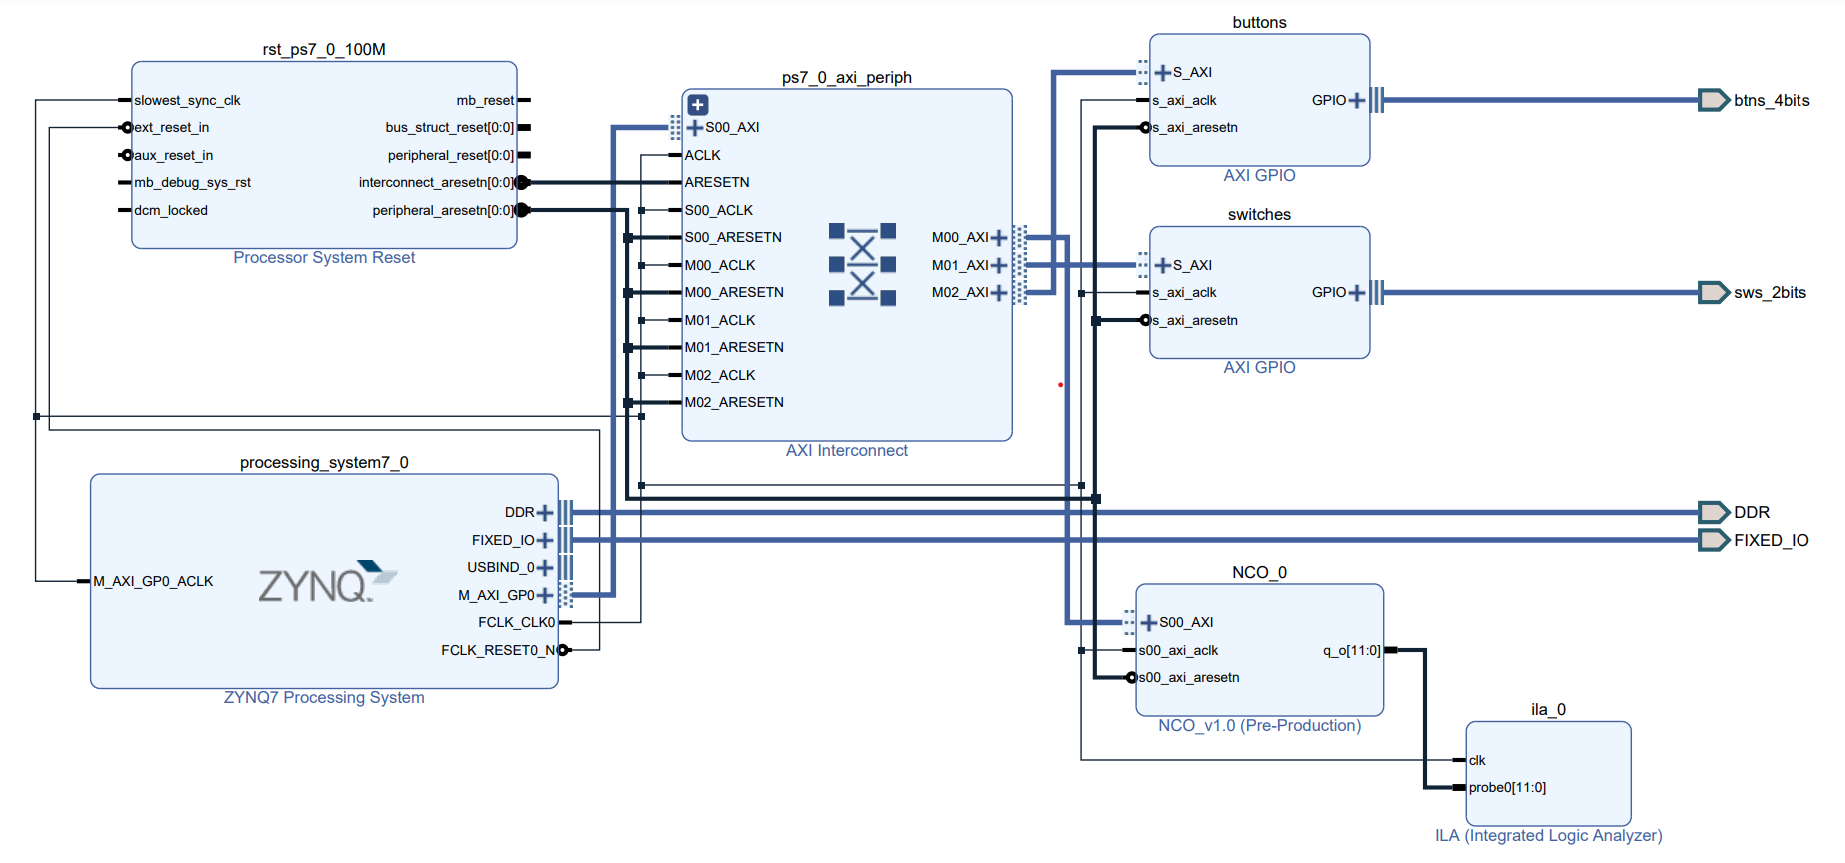 rst_ps7_0_100M
slowest_sync_clk
ext_reset_in
aux_reset_in
mb_debug_sys_rst
dcm_locked
mb_reset
bus_struct_reset[0:0]
peripheral_reset[0:0]
interconnect_aresetn[0:0]
peripheral_aresetn[0:0]
Processor System Reset
processing_system7_0
M_AXI_GP0_ACLK
ZYNQ
DDR
FIXED_IO
USBIND_0
M_AXI_GP0
FCLK_CLK0
FCLK_RESET0_N
ZYNQ7 Processing System
ps7_0_axi_periph
S00_AXI
ACLK
ARESETN
S00_ACLK
S00_ARESETN
M00_ACLK
M00_ARESETN
M01_ACLK
M01_ARESETN
M02_ACLK
M02_ARESETN
M00_AXI
M01_AXI
M02_AXI
AXI Interconnect
buttons
S_AXI
s_axi_aclk
s_axi_aresetn
GPIO
AXI GPIO
switches
S_AXI
s_axi_aclk
s_axi_aresetn
GPIO
AXI GPIO
NCO_0
S00_AXI
s00_axi_aclk
s00_axi_aresetn
q_o[11:0]
NCO_v1.0 (Pre-Production)
ila_0
clk
probe0[11:0]
ILA (Integrated Logic Analyzer)
btns_4bits
sws_2bits
DDR
FIXED_IO